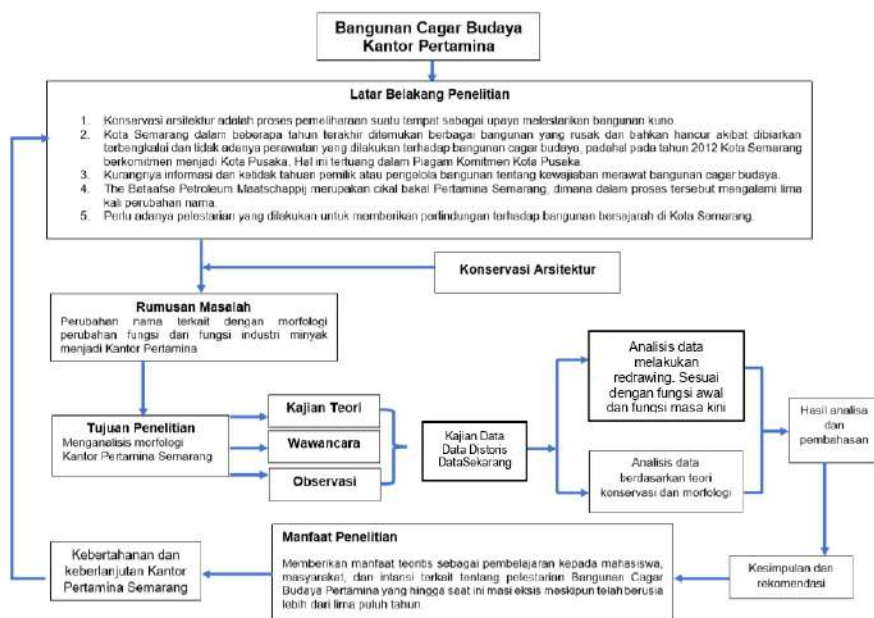 Bangunan Cagar Budaya
Kantor Pertamina
Latar Belakang Penelitian
1. Konservasi arsitektur adalah proses pemeliharaan suatu tempat sebagai upaya melestarikan bangunan kuno.
2. Kota Semarang dalam beberapa tahun terakhir ditemukan berbagai bangunan yang rusak dan bahkan hancur akibat dibiarkan
terbengkalai dan tidak adanya perawatan yang dilakukan terhadap bangunan cagar budaya, padahal pada tahun 2012 Kota Semarang
berkomitmen menjadi Kota Pusaka. Hal ini tertuang dalam Piagam Komitmen Kota Pusaka.
3. Kurangnya informasi dan ketidak tahuan pemilik atau pengelola bangunan tentang kewajiban merawat bangunan cagar budaya.
4. The Bataafse Petroleum Maatschappij merupakan cikal bakal Pertamina Semarang, dimana dalam proses tersebut mengalami lima
kali perubahan nama.
5. Perlu adanya pelestarian yang dilakukan untuk memberikan perlindungan terhadap bangunan bersejarah di Kota Semarang.
Konservasi Arsitektur
Rumusan Masalah
Perubahan nama terkait dengan morfologi
perubahan fungsi dari fungsi industri minyak
menjadi Kantor Pertamina
Tujuan Penelitian
Menganalisis morfologi
Kantor Pertamina Semarang
Kajian Teori
Wawancara
Observasi
Kajian Data
Data Distoris
DataSekarang
Analisis data
melakukan
redrawing. Sesuai
dengan fungsi awal
dan fungsi masa kini
Analisis data
berdasarkan teori
konservasi dan morfologi
Hasil analisa
dan
pembahasan
Kesimpulan dan
rekomendasi
Manfaat Penelitian
Memberikan manfaat teoritis sebagai pembelajaran kepada mahasiswa,
masyarakat, dan intansi terkait tentang pelestarian Bangunan Cagar
Budaya Pertamina yang hingga saat ini masi eksis meskipun telah berusia
lebih dari lima puluh tahun.
Kebertahanan dan
keberlanjutan Kantor
Pertamina Semarang